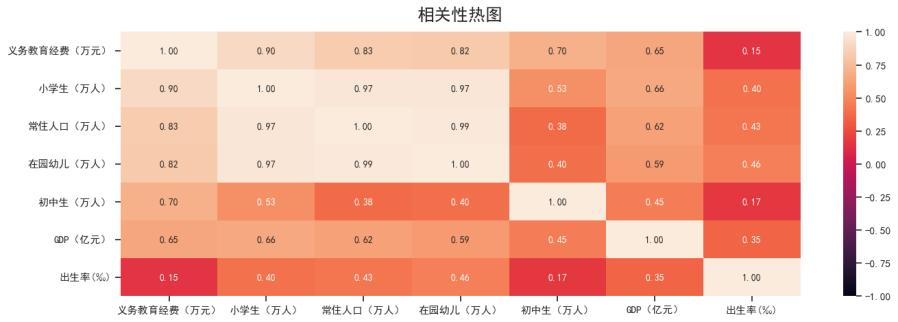 相关性热图
义务教育经费（万元） 1.00 0.90 0.83 0.82 0.70 0.65 0.15
小学生（万人） 0.90 1.00 0.97 0.97 0.53 0.66 0.40
常住人口（万人） 0.83 0.97 1.00 0.99 0.38 0.62 0.43
在园幼儿（万人） 0.82 0.97 0.99 1.00 0.40 0.59 0.46
初中生（万人） 0.70 0.53 0.38 0.40 1.00 0.45 0.17
GDP（亿元） 0.65 0.66 0.62 0.59 0.45 1.00 0.35
出生率(‰) 0.15 0.40 0.43 0.46 0.17 0.35 1.00
义务教育经费（万元） 小学生（万人） 常住人口（万人） 在园幼儿（万人） 初中生（万人） GDP（亿元） 出生率(‰)
1.00
0.75
0.50
0.25
0.00
−0.25
−0.50
−0.75
−1.00